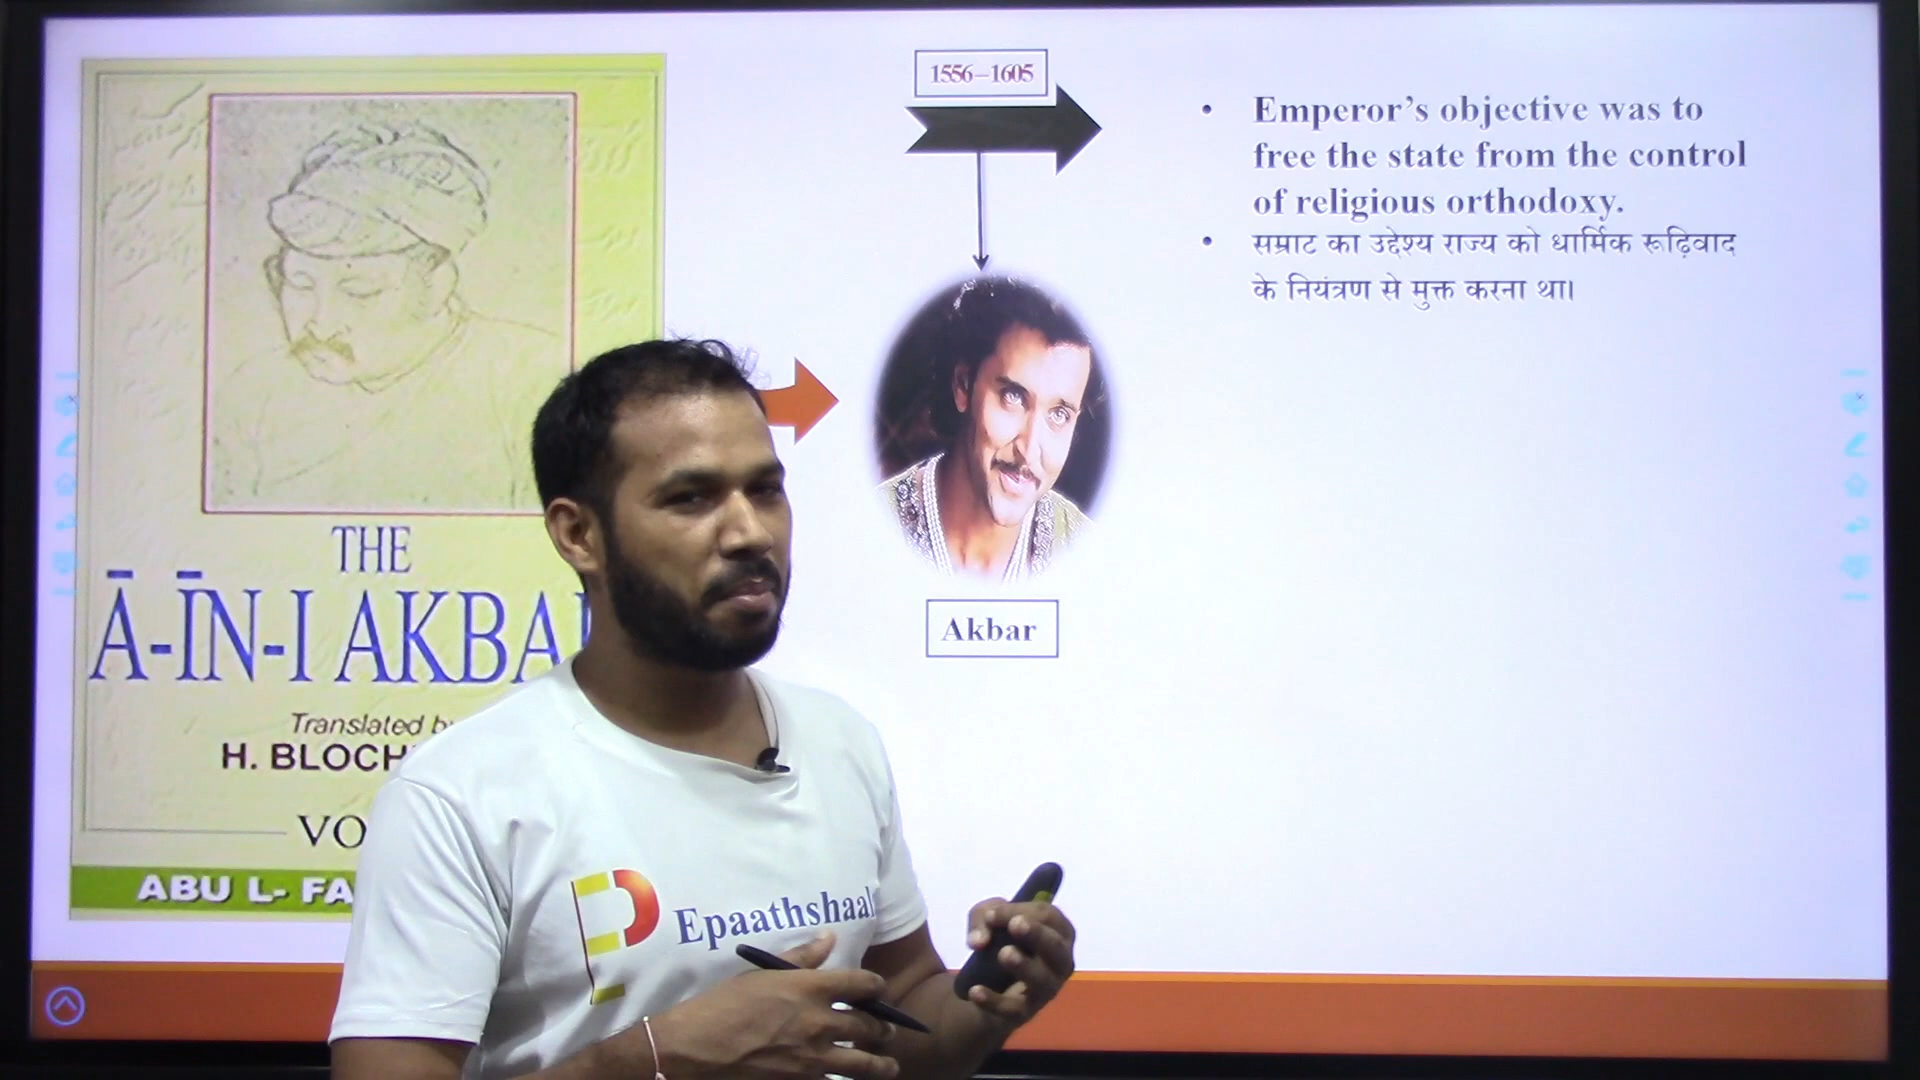 THE
Ā-ĪN-I AKBA
Translated b
H. BLOCH
VO
ABU L- FA
1556–1605
Akbar
• Emperor's objective was to
free the state from the control
of religious orthodoxy.
• सम्राट का उद्देश्य राज्य को धार्मिक रूढ़िवाद
के नियंत्रण से मुक्त करना था।
Epaathshaal